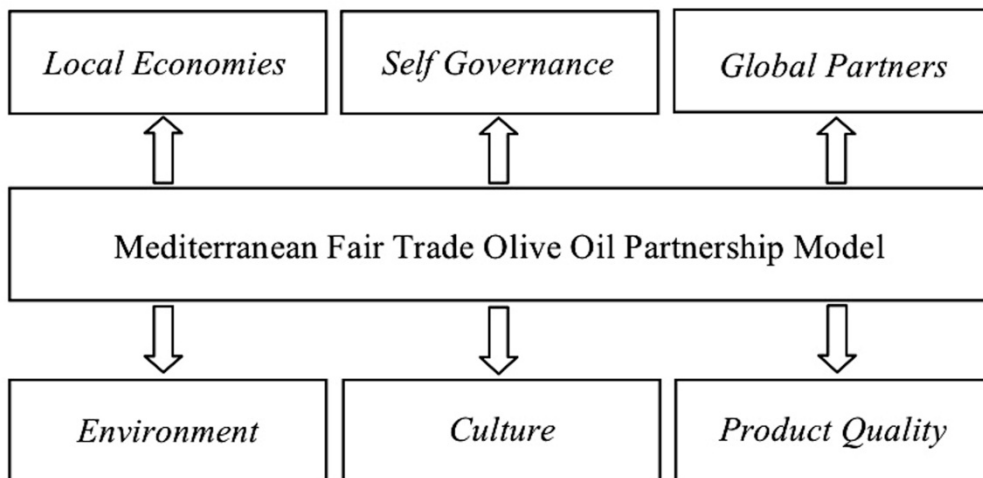 Local Economies
Self Governance
Global Partners
Mediterranean Fair Trade Olive Oil Partnership Model
Environment
Culture
Product Quality